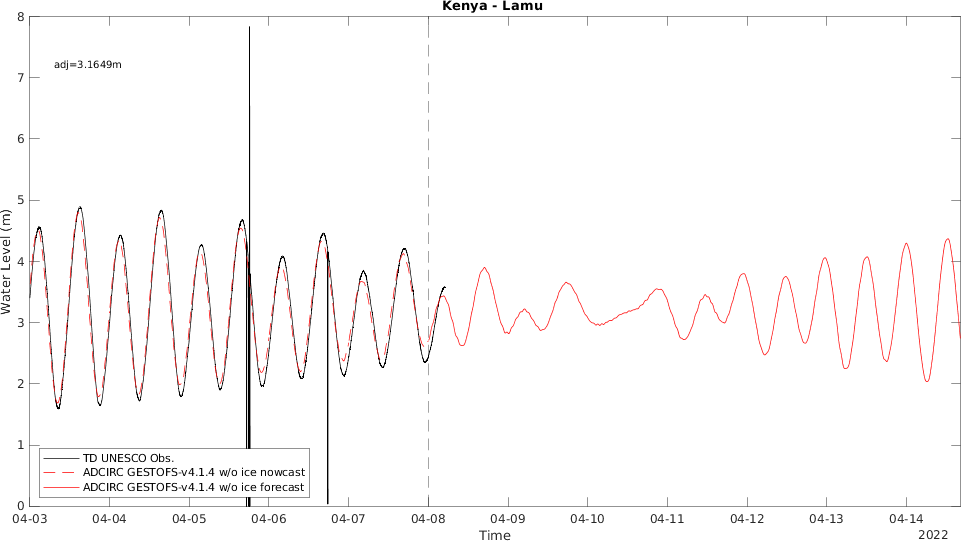 Kenya - Lamu
8
adj=3.1649m
7
6
5
4
3
2
1
0
Water Level (m)
TD UNESCO Obs.
ADCIRC GESTOFS-v4.1.4 w/o ice nowcast
ADCIRC GESTOFS-v4.1.4 w/o ice forecast
04-03 04-04 04-05 04-06 04-07 04-08 04-09 04-10 04-11 04-12 04-13 04-14
Time
2022